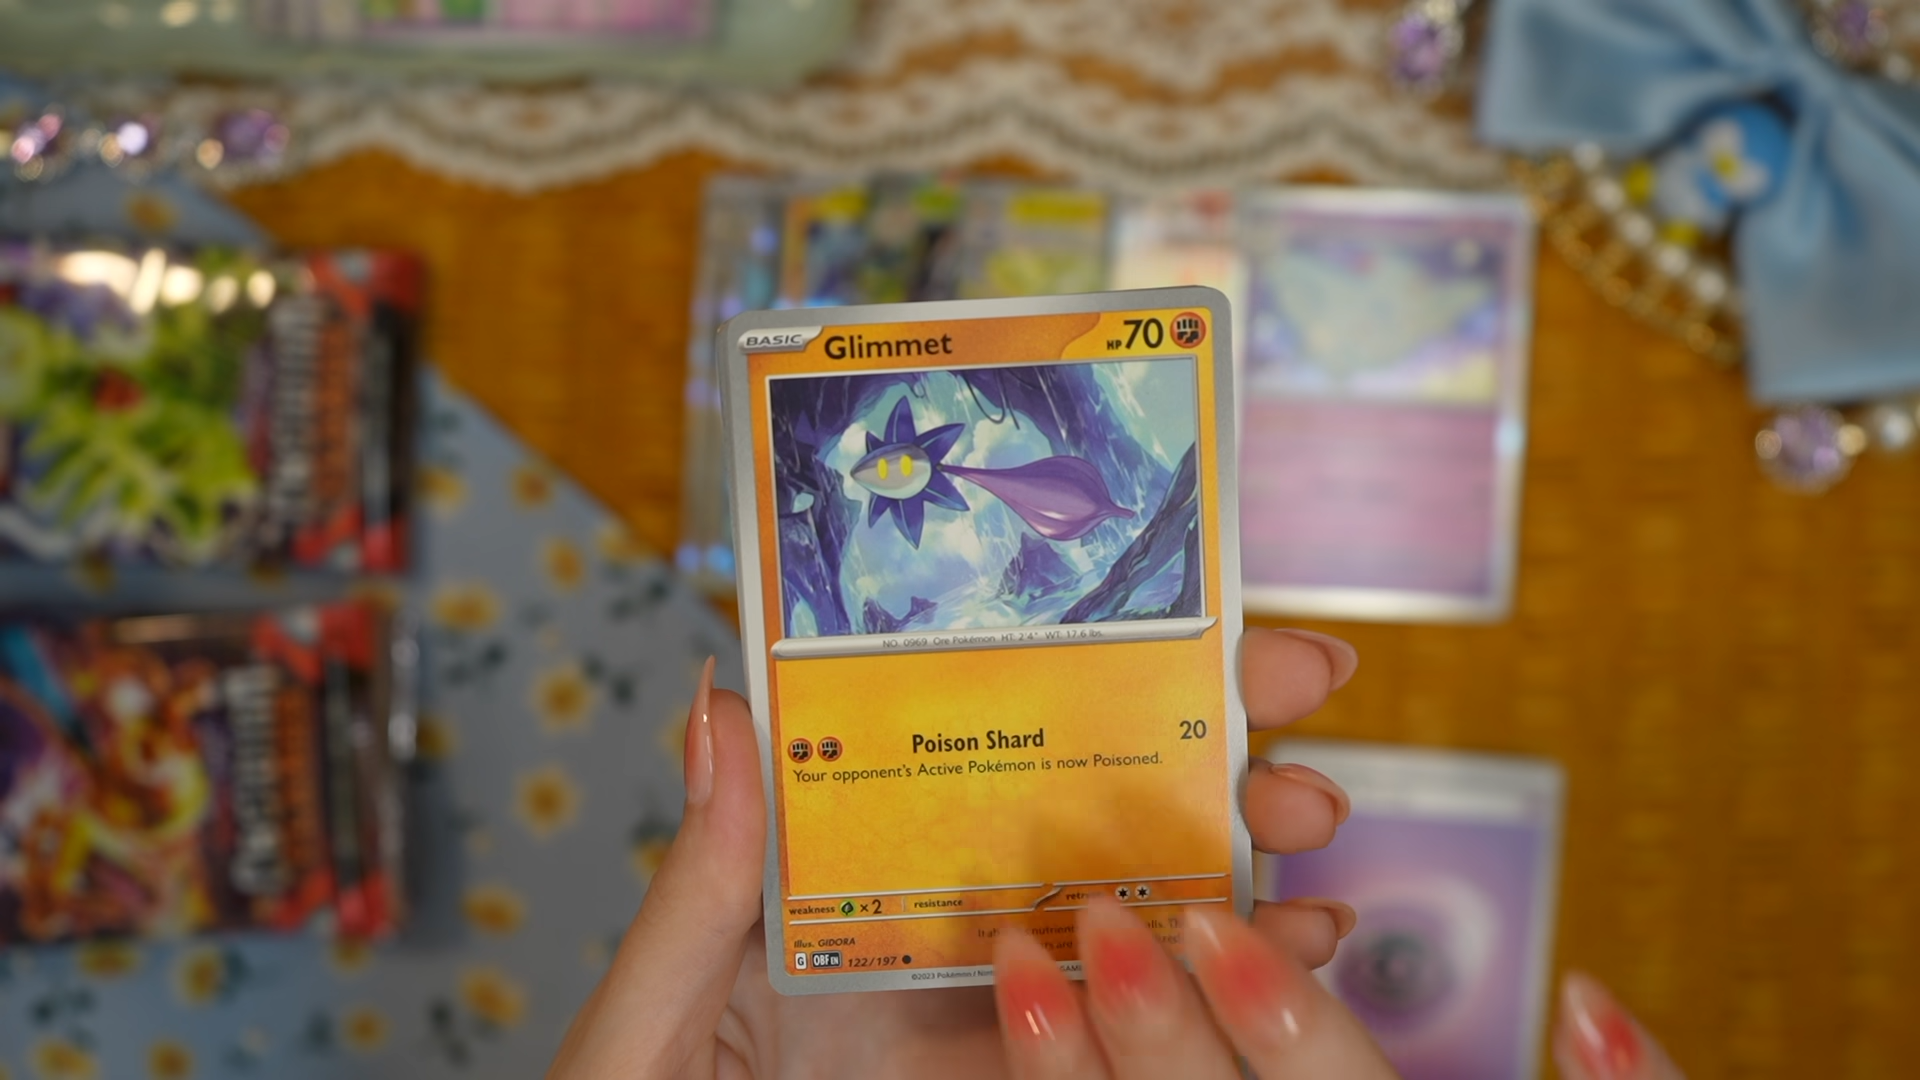 BASIC Glimmet HP 70
NO. 0969 Ore Pokémon HT: 2'4" WT: 17.6 lbs.
Poison Shard 20
Your opponent's Active Pokémon is now Poisoned.
weakness ×2 resistance
Illus. GIDORA
G OBF EN 122/197
©2023 Pokémon